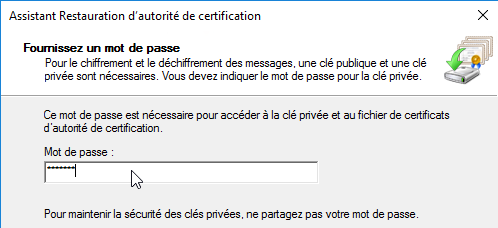 Assistant Restauration d'autorité de certification
Fournissez un mot de passe
Pour le chiffrement et le déchiffrement des messages, une clé publique et une clé
privée sont nécessaires. Vous devez indiquer le mot de passe pour la clé privée.
Ce mot de passe est nécessaire pour accéder à la clé privée et au fichier de certificats
d'autorité de certification.
Mot de passe :
*******
Pour maintenir la sécurité des clés privées, ne partagez pas votre mot de passe.